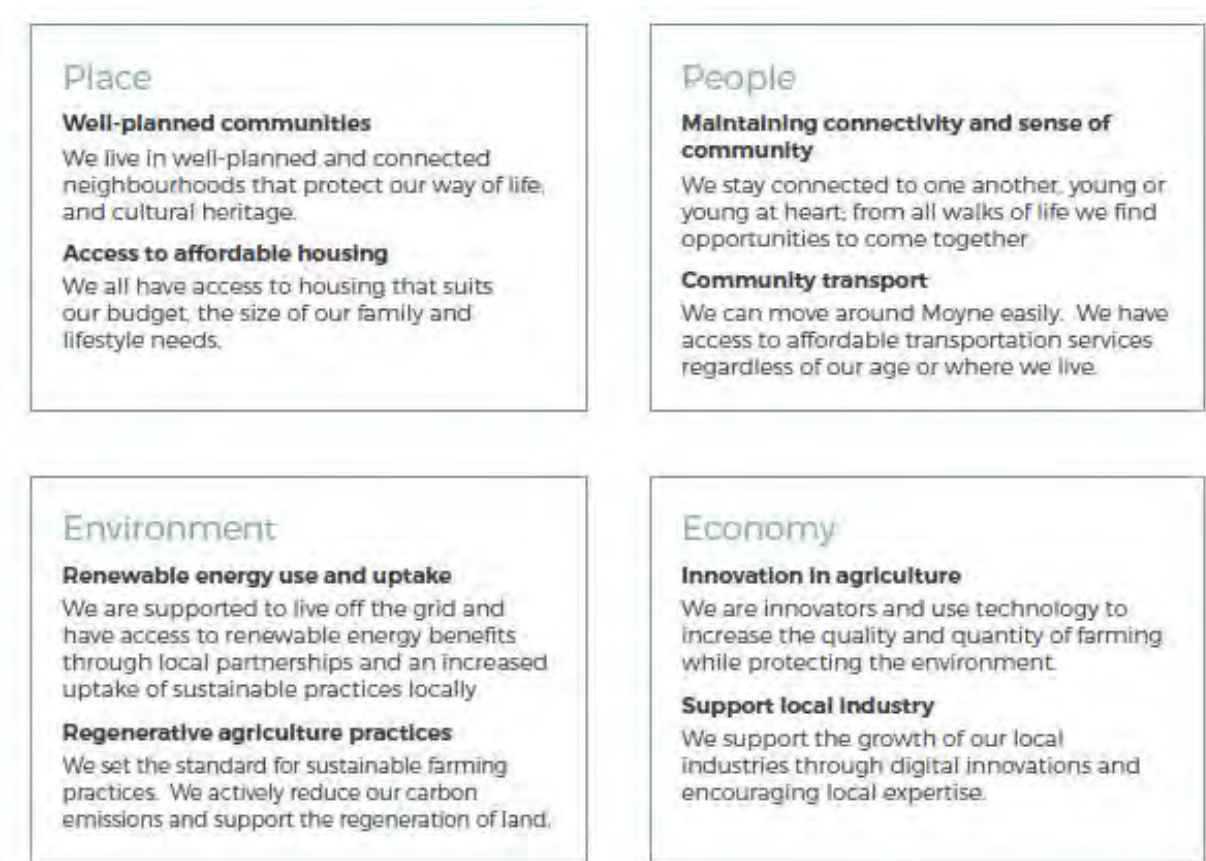 Place
Well-planned communities
We live in well-planned and connected
neighbourhoods that protect our way of life,
and cultural heritage.
Access to affordable housing
We all have access to housing that suits
our budget, the size of our family and
lifestyle needs.
People
Maintaining connectivity and sense of
community
We stay connected to one another, young or
young at heart; from all walks of life we find
opportunities to come together.
Community transport
We can move around Moyne easily. We have
access to affordable transportation services
regardless of our age or where we live.
Environment
Renewable energy use and uptake
We are supported to live off the grid and
have access to renewable energy benefits
through local partnerships and an increased
uptake of sustainable practices locally.
Regenerative agriculture practices
We set the standard for sustainable farming
practices. We actively reduce our carbon
emissions and support the regeneration of land.
Economy
Innovation in agriculture
We are innovators and use technology to
increase the quality and quantity of farming
while protecting the environment.
Support local industry
We support the growth of our local
industries through digital innovations and
encouraging local expertise.